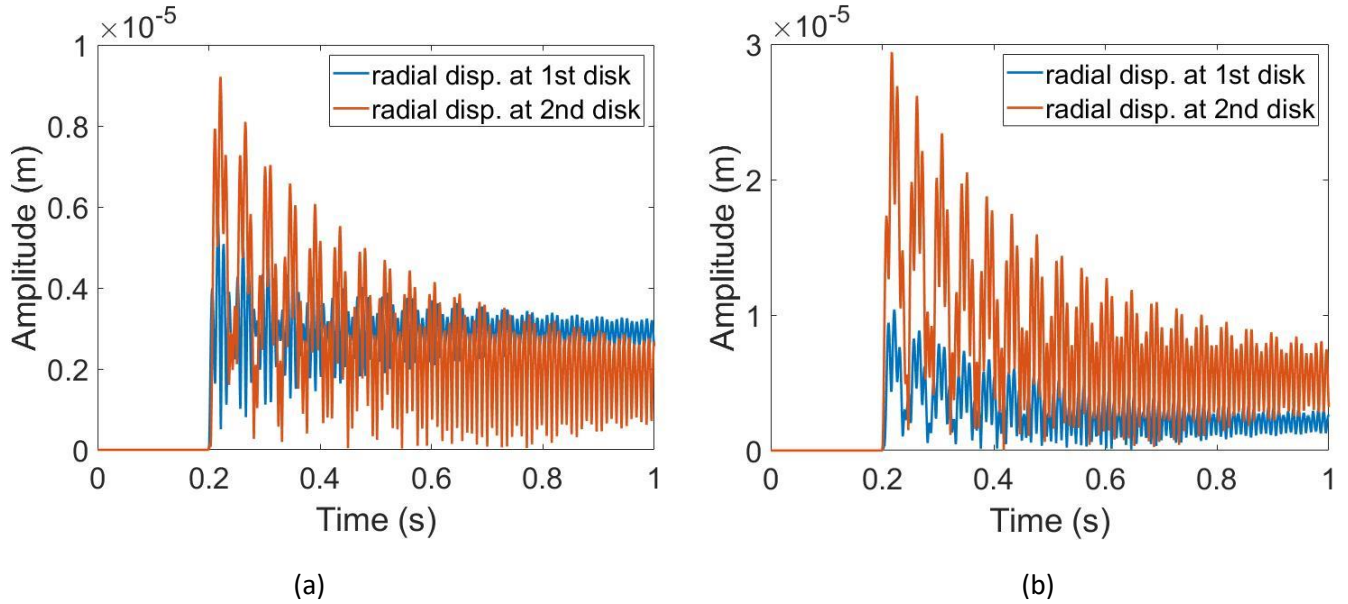 ×10⁻⁵
1
0.8
0.6
0.4
0.2
0
Amplitude (m)
radial disp. at 1st disk
radial disp. at 2nd disk
0 0.2 0.4 0.6 0.8 1
Time (s)
(a)
3 ×10⁻⁵
2
1
0
Amplitude (m)
radial disp. at 1st disk
radial disp. at 2nd disk
0 0.2 0.4 0.6 0.8 1
Time (s)
(b)